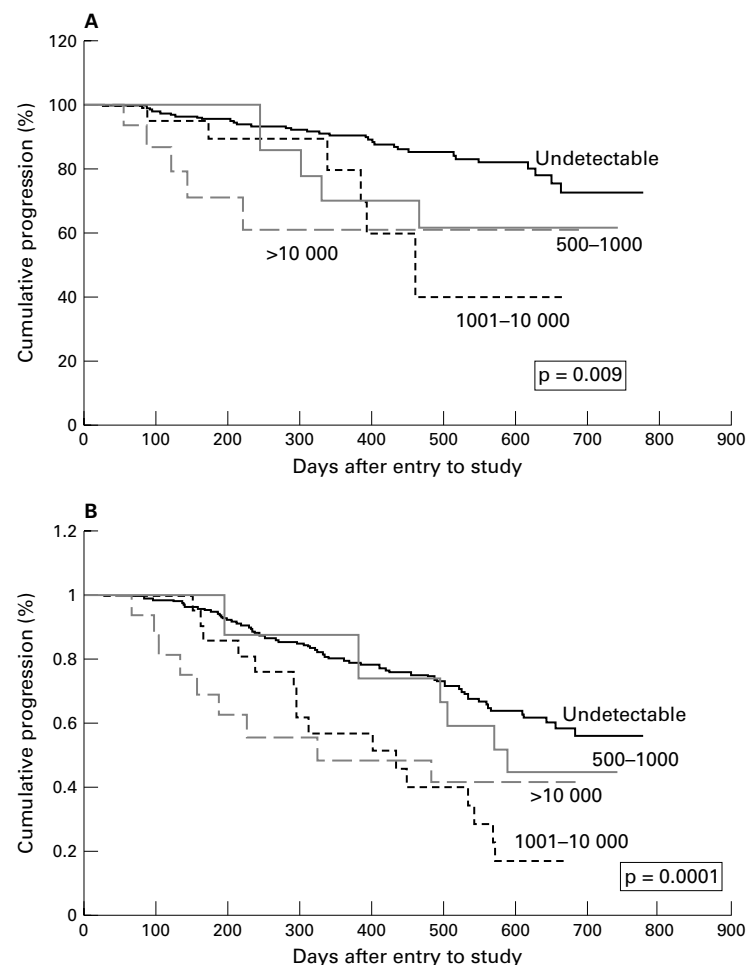 A
120
100
80
60
40
20
0
Cumulative progression (%)
Undetectable
500–1000
>10 000
1001–10 000
p = 0.009
0 100 200 300 400 500 600 700 800 900
Days after entry to study
B
1.2
1
0.8
0.6
0.4
0.2
0
Cumulative progression (%)
Undetectable
500–1000
>10 000
1001–10 000
p = 0.0001
0 100 200 300 400 500 600 700 800 900
Days after entry to study